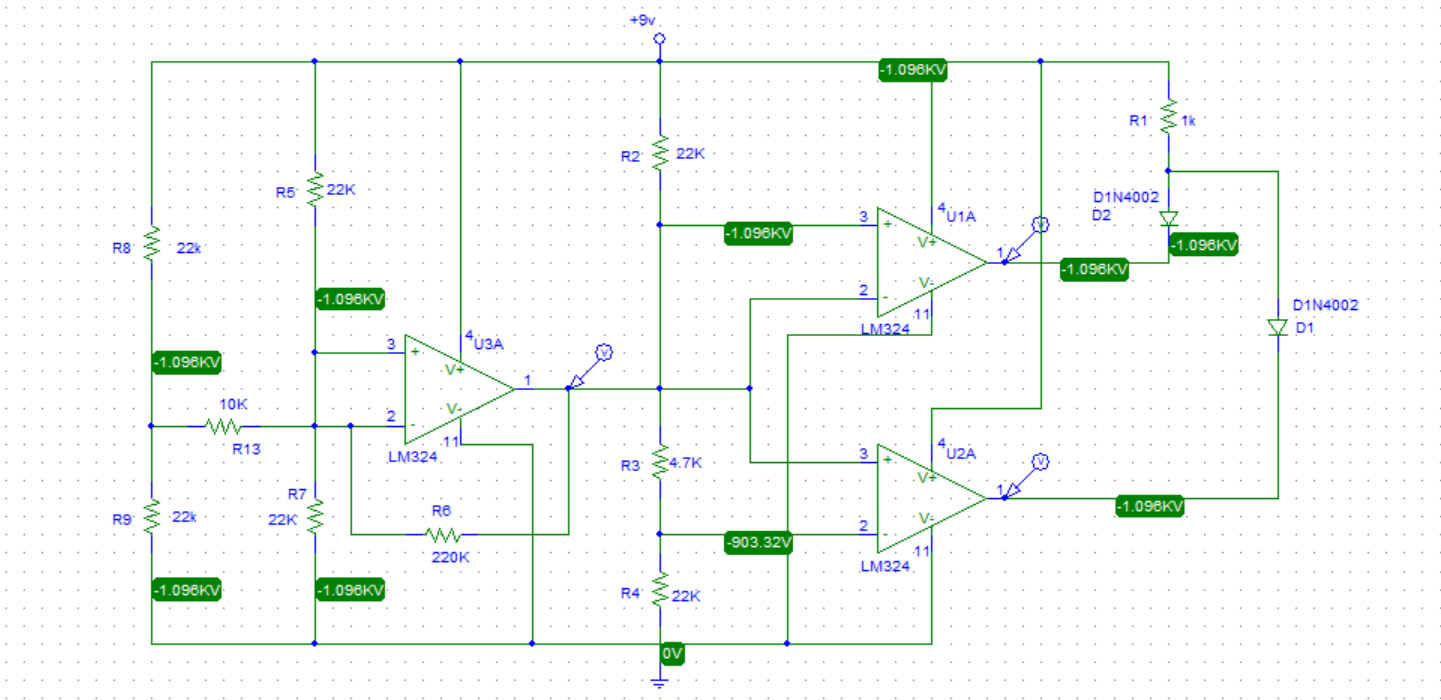 +9v
-1.096KV
R1 1k
R2 22K
R5 22K
D1N4002
D2
4 U1A
3 +
V+
-1.096KV
-1.096KV
R8 22k
V
1
-1.096KV
V-
2 -
11
LM324
-1.096KV
D1N4002
D1
4 U3A
3 +
V+
V
-1.096KV
1
10K
R13
V-
2 -
11
LM324
4 U2A
R3 4.7K
3 +
V+
V
1
-1.096KV
R7
22K
R9 22k
R6
220K
-903.32V
V-
2 -
11
LM324
-1.096KV
-1.096KV
R4 22K
0V